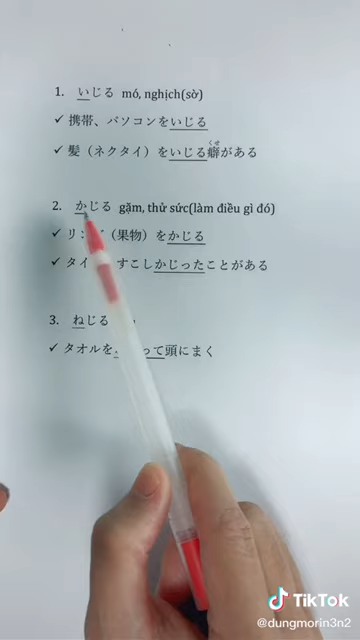 1. いじる mó, nghịch(sờ)
✓ 携帯、パソコンをいじる
✓ 髪（ネクタイ）をいじる癖がある
くせ
2. かじる gặm, thử sức(làm điều gì đó)
✓ リン（果物）をかじる
✓ タイ すこしかじったことがある
3. ねじる
✓ タオルを って頭にまく
TikTok
@dungmorin3n2